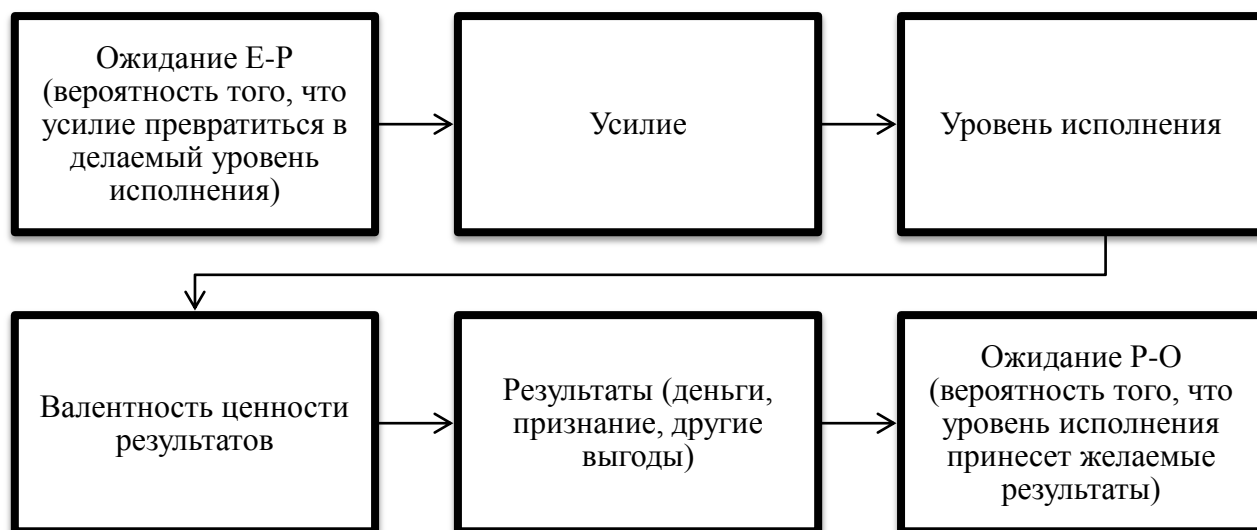 Ожидание E-P
(вероятность того, что
усилие превратиться в
делаемый уровень
исполнения)
Усилие
Уровень исполнения
Валентность ценности
результатов
Результаты (деньги,
признание, другие
выгоды)
Ожидание P-O
(вероятность того, что
уровень исполнения
принесет желаемые
результаты)